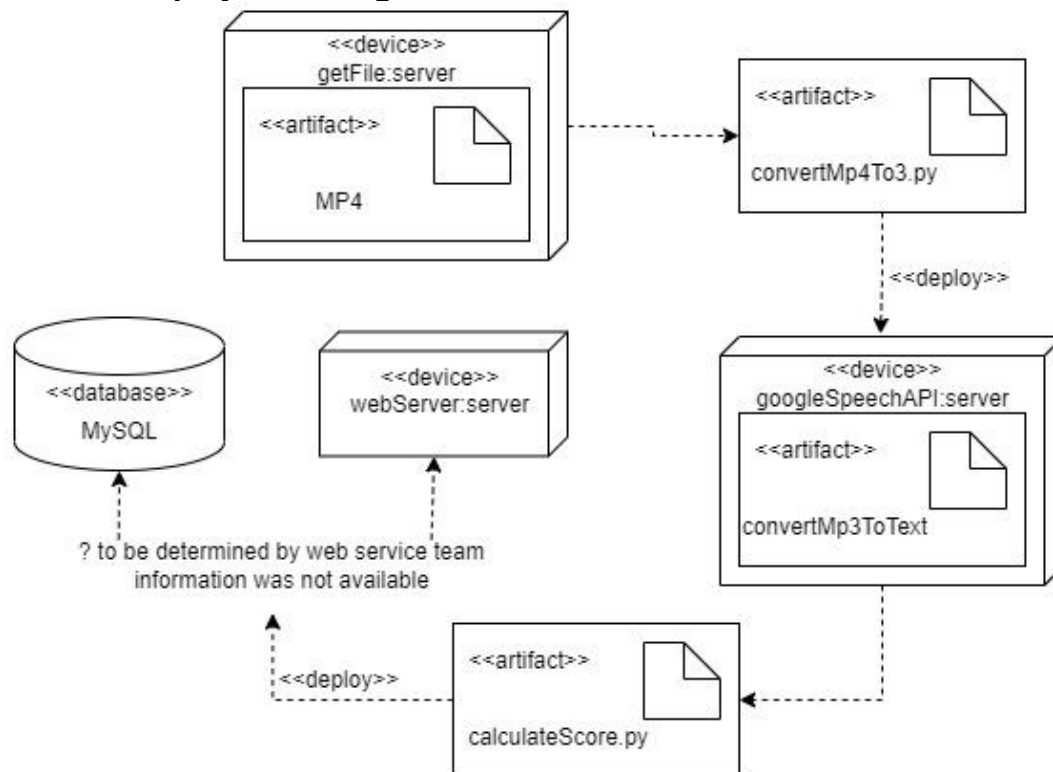 <<device>>
getFile:server
<<artifact>>
MP4
<<artifact>>
convertMp4To3.py
<<deploy>>
<<database>>
MySQL
<<device>>
webServer:server
<<device>>
googleSpeechAPI:server
<<artifact>>
convertMp3ToText
? to be determined by web service team
information was not available
<<deploy>>
<<artifact>>
calculateScore.py